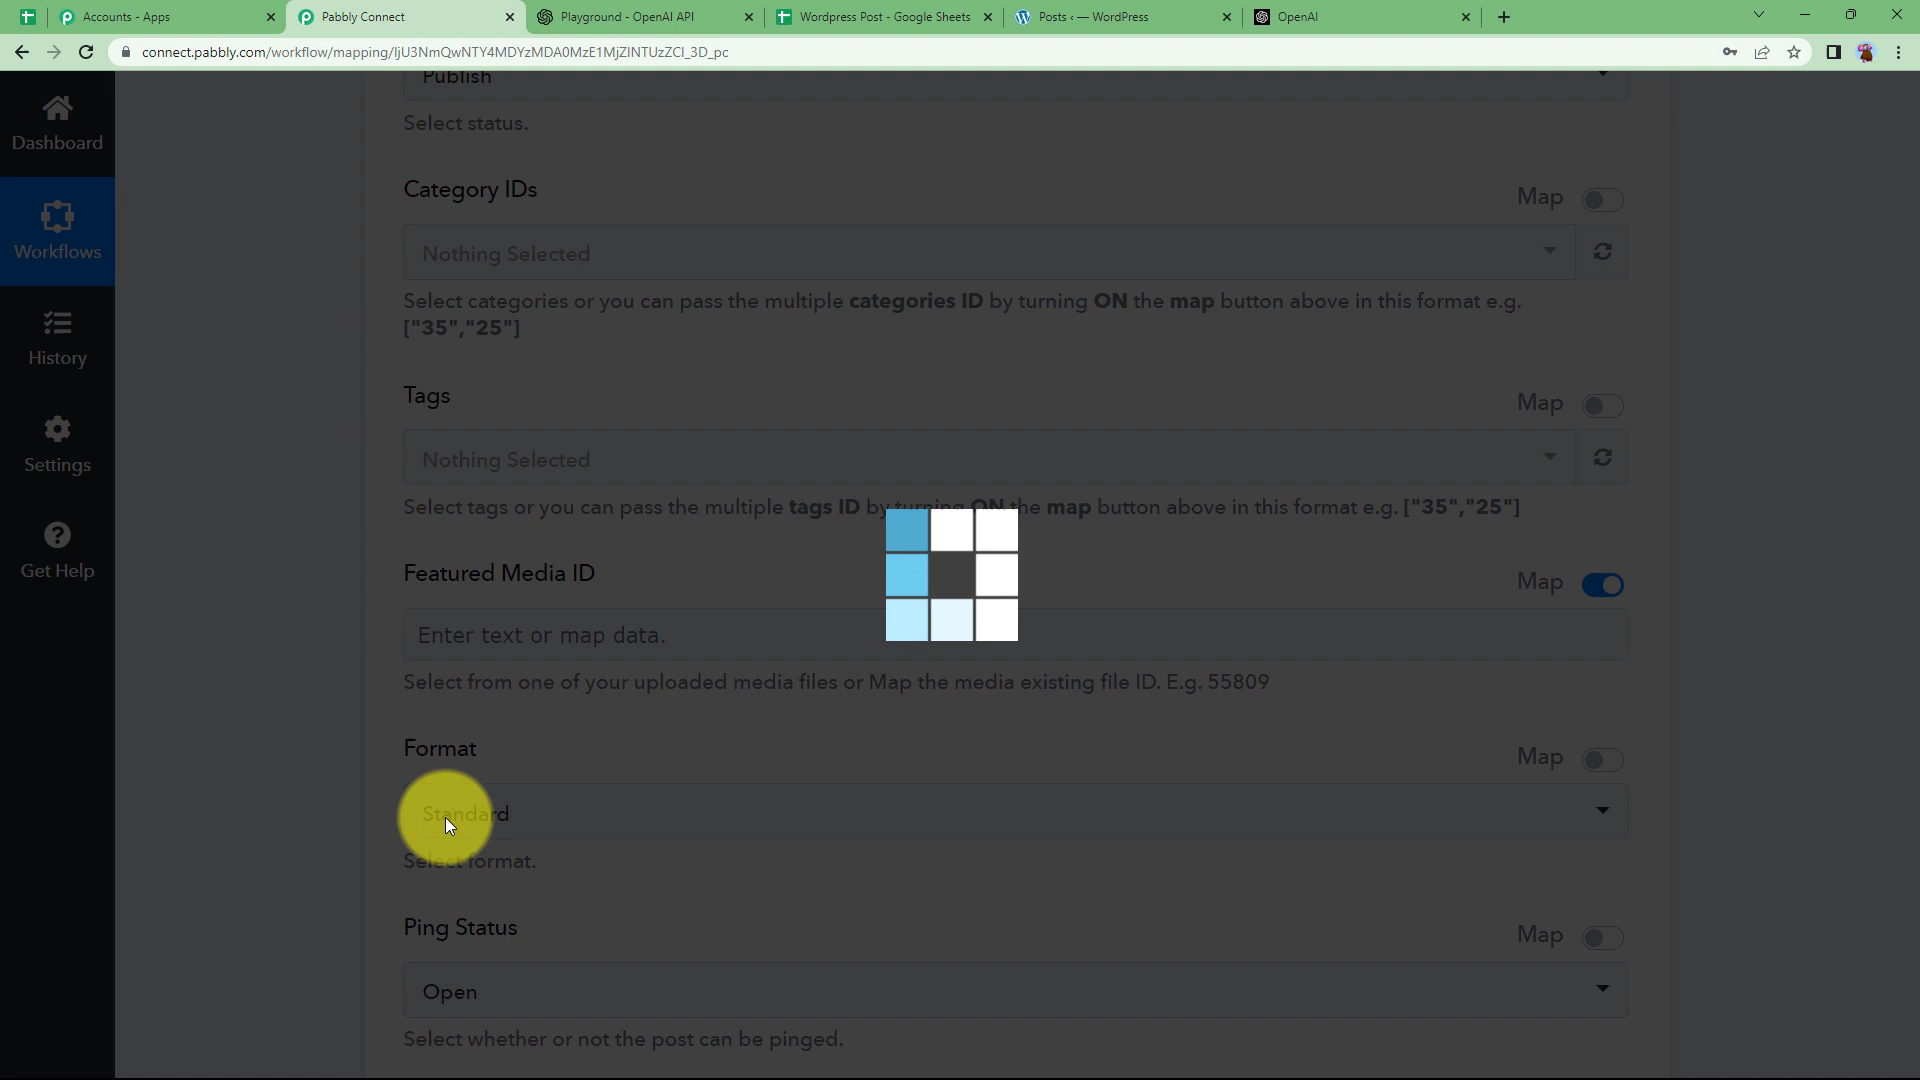 Accounts - Apps
Pabbly Connect
Playground - OpenAI API
Wordpress Post - Google Sheets
Posts ‹ — WordPress
OpenAI
connect.pabbly.com/workflow/mapping/IjU3NmQwNTY4MDYzMDA0MzE1MjZlNTUzZCI_3D_pc
Dashboard
Workflows
History
Settings
Get Help
Publish
Select status.
Category IDs
Map
Nothing Selected
Select categories or you can pass the multiple categories ID by turning ON the map button above in this format e.g.
["35","25"]
Tags
Map
Nothing Selected
Select tags or you can pass the multiple tags ID by turning ON the map button above in this format e.g. ["35","25"]
Featured Media ID
Map
Enter text or map data.
Select from one of your uploaded media files or Map the media existing file ID. E.g. 55809
Format
Map
Standard
Select format.
Ping Status
Map
Open
Select whether or not the post can be pinged.